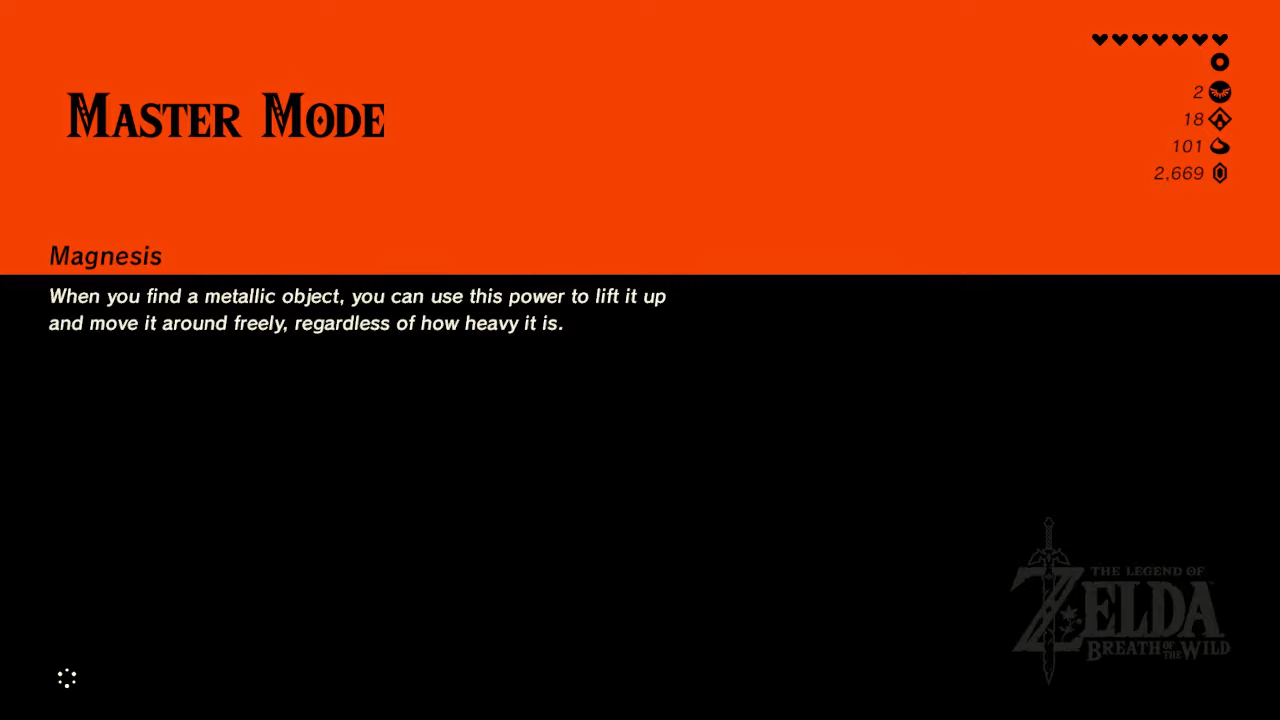 Master Mode
2
18
101
2,669
Magnesis
When you find a metallic object, you can use this power to lift it up
and move it around freely, regardless of how heavy it is.
THE LEGEND OF
ZELDA
BREATH OF THE WILD